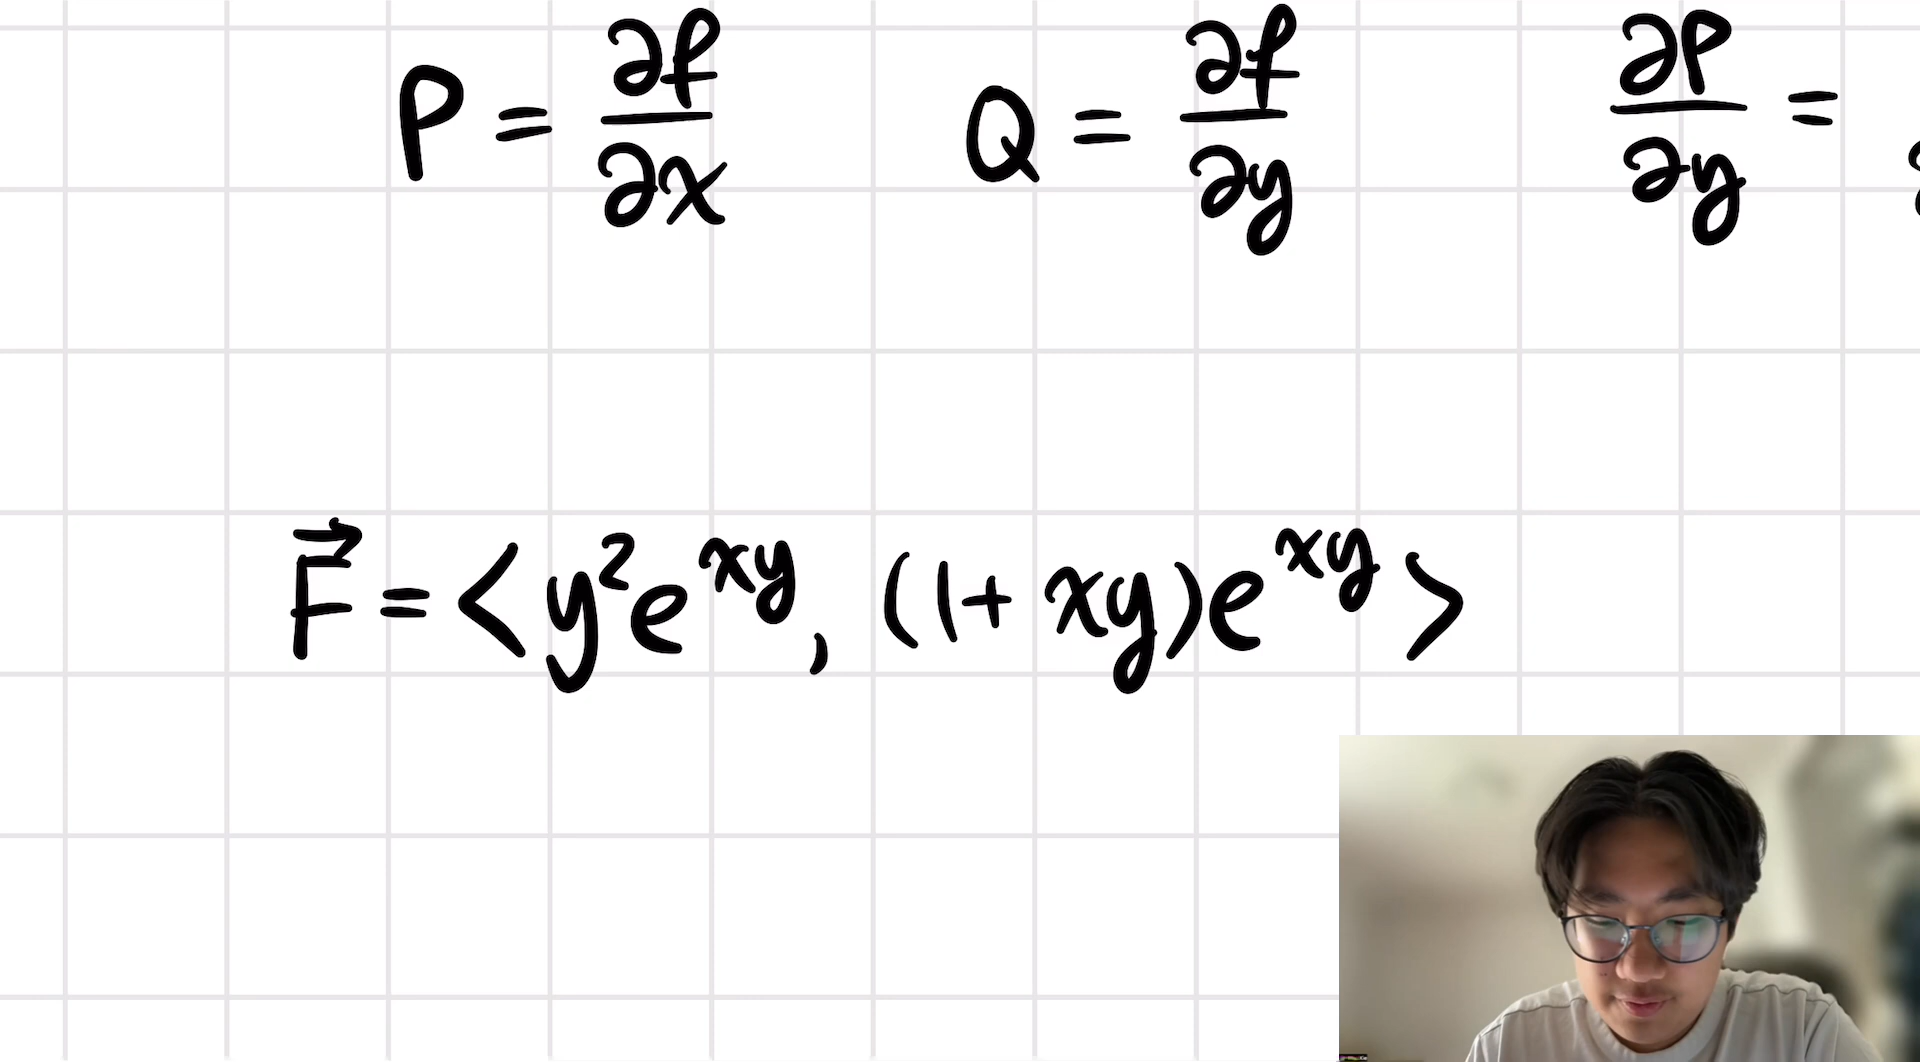 P = ∂f/∂x Q = ∂f/∂y ∂P/∂y =
F⃗ = <y²e^{xy}, (1+xy)e^{xy}>